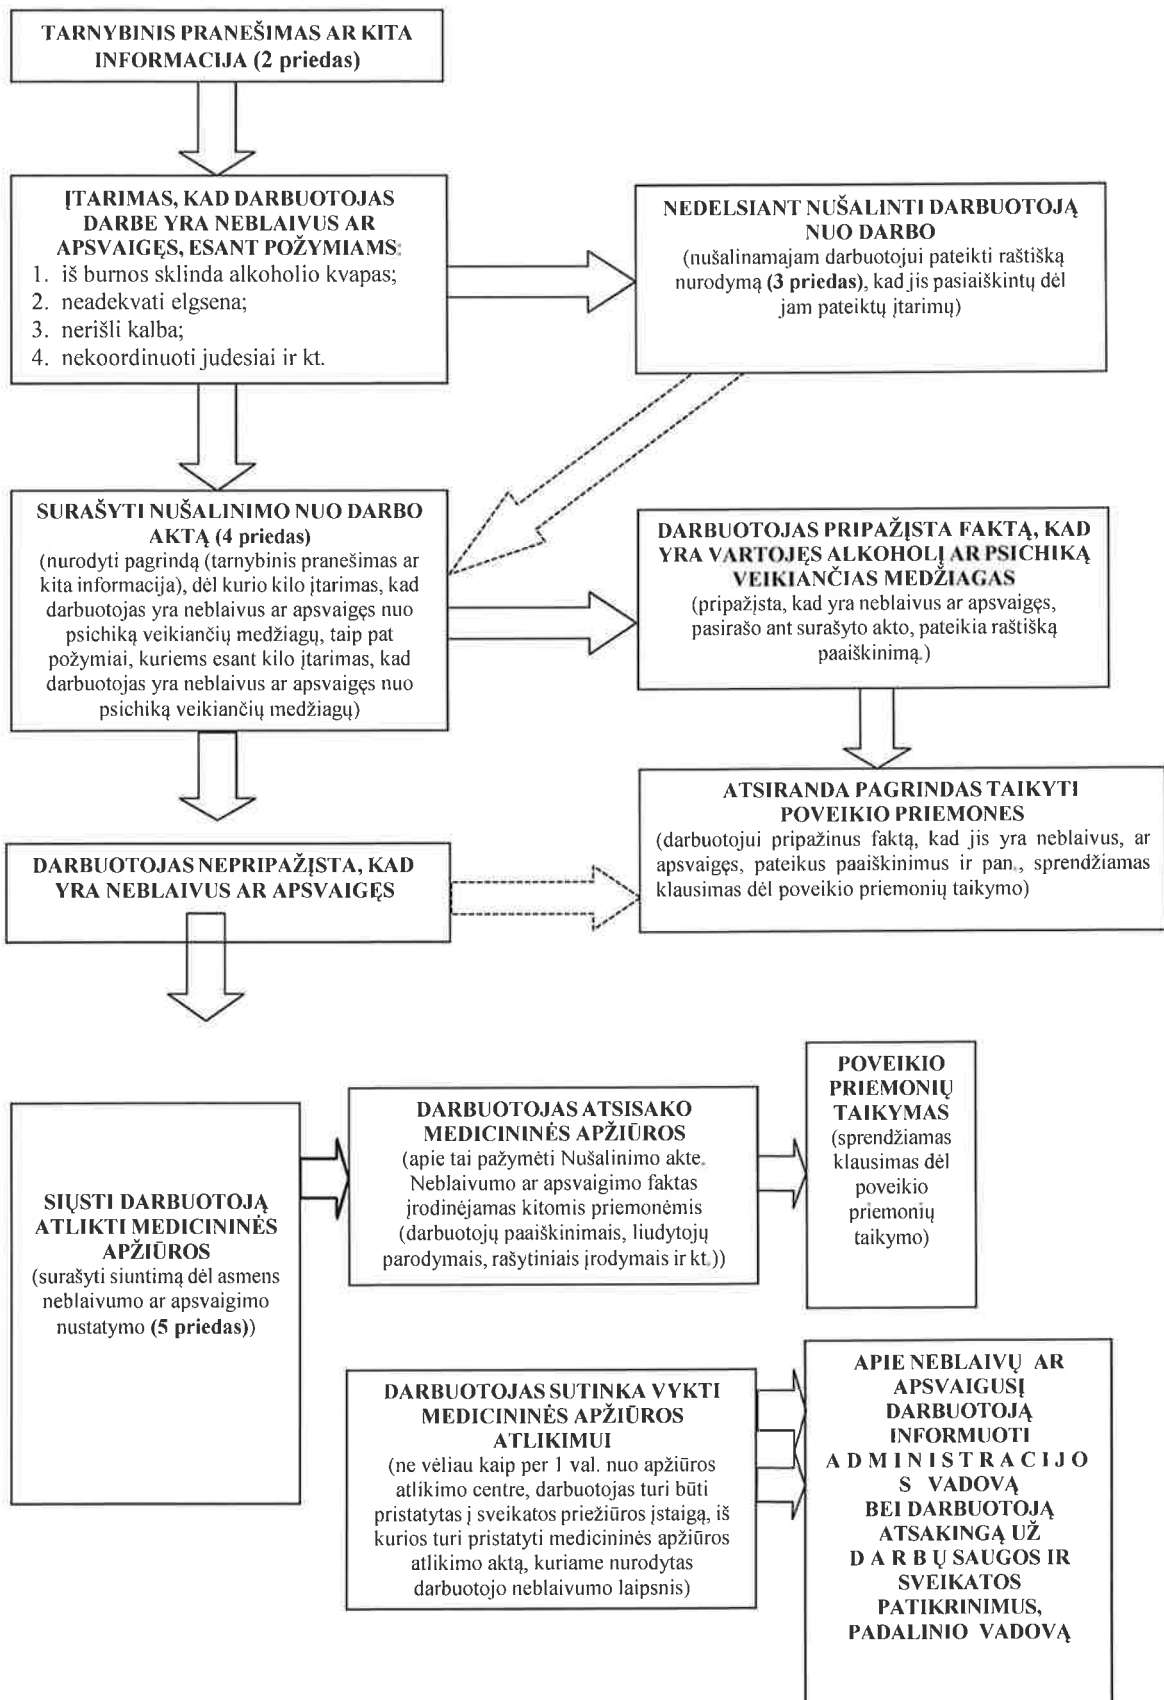 TARNYBINIS PRANEŠIMAS AR KITA
INFORMACIJA (2 priedas)
ĮTARIMAS, KAD DARBUOTOJAS
DARBE YRA NEBLAIVUS AR
APSVAIGĘS, ESANT POŽYMIAMS:
1. iš burnos sklinda alkoholio kvapas;
2. neadekvati elgsena;
3. nerišli kalba;
4. nekoordinuoti judesiai ir kt.
NEDELSIANT NUŠALINTI DARBUOTOJĄ
NUO DARBO
(nušalinamajam darbuotojui pateikti raštišką
nurodymą (3 priedas), kad jis pasiaiškintų dėl
jam pateiktų įtarimų)
SURAŠYTI NUŠALINIMO NUO DARBO
AKTĄ (4 priedas)
(nurodyti pagrindą (tarnybinis pranešimas ar
kita informacija), dėl kurio kilo įtarimas, kad
darbuotojas yra neblaivus ar apsvaigęs nuo
psichiką veikiančių medžiagų, taip pat
požymiai, kuriems esant kilo įtarimas, kad
darbuotojas yra neblaivus ar apsvaigęs nuo
psichiką veikiančių medžiagų)
DARBUOTOJAS PRIPAŽĮSTA FAKTĄ, KAD
YRA VARTOJĘS ALKOHOLĮ AR PSICHIKĄ
VEIKIANČIAS MEDŽIAGAS
(pripažįsta, kad yra neblaivus ar apsvaigęs,
pasirašo ant surašyto akto, pateikia raštišką
paaiškinimą.)
ATSIRANDA PAGRINDAS TAIKYTI
POVEIKIO PRIEMONES
(darbuotojui pripažinus faktą, kad jis yra neblaivus, ar
apsvaigęs, pateikus paaiškinimus ir pan., sprendžiamas
klausimas dėl poveikio priemonių taikymo)
DARBUOTOJAS NEPRIPAŽĮSTA, KAD
YRA NEBLAIVUS AR APSVAIGĘS
SIŲSTI DARBUOTOJĄ
ATLIKTI MEDICININĖS
APŽIŪROS
(surašyti siuntimą dėl asmens
neblaivumo ar apsvaigimo
nustatymo (5 priedas))
DARBUOTOJAS ATSISAKO
MEDICININĖS APŽIŪROS
(apie tai pažymėti Nušalinimo akte.
Neblaivumo ar apsvaigimo faktas
įrodinėjamas kitomis priemonėmis
(darbuotojų paaiškinimais, liudytojų
parodymais, rašytiniais įrodymais ir kt.))
POVEIKIO
PRIEMONIŲ
TAIKYMAS
(sprendžiamas
klausimas dėl
poveikio
priemonių
taikymo)
DARBUOTOJAS SUTINKA VYKTI
MEDICININĖS APŽIŪROS
ATLIKIMUI
(ne vėliau kaip per 1 val. nuo apžiūros
atlikimo centre, darbuotojas turi būti
pristatytas į sveikatos priežiūros įstaigą, iš
kurios turi pristatyti medicininės apžiūros
atlikimo aktą, kuriame nurodytas
darbuotojo neblaivumo laipsnis)
APIE NEBLAIVŲ AR
APSVAIGUSĮ
DARBUOTOJĄ
INFORMUOTI
A D M I N I S T R A C I J O
S VADOVĄ
BEI DARBUOTOJĄ
ATSAKINGĄ UŽ
D A R B Ų SAUGOS IR
SVEIKATOS
PATIKRINIMUS,
PADALINIO VADOVĄ